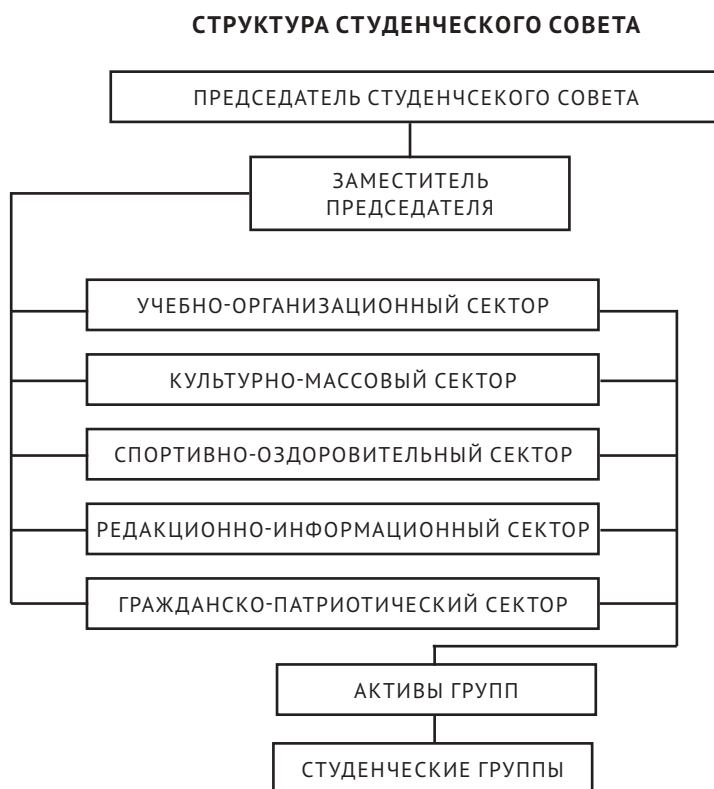 СТРУКТУРА СТУДЕНЧЕСКОГО СОВЕТА
ПРЕДСЕДАТЕЛЬ СТУДЕНЧСЕКОГО СОВЕТА
ЗАМЕСТИТЕЛЬ
ПРЕДСЕДАТЕЛЯ
УЧЕБНО-ОРГАНИЗАЦИОННЫЙ СЕКТОР
КУЛЬТУРНО-МАССОВЫЙ СЕКТОР
СПОРТИВНО-ОЗДОРОВИТЕЛЬНЫЙ СЕКТОР
РЕДАКЦИОННО-ИНФОРМАЦИОННЫЙ СЕКТОР
ГРАЖДАНСКО-ПАТРИОТИЧЕСКИЙ СЕКТОР
АКТИВЫ ГРУПП
СТУДЕНЧЕСКИЕ ГРУППЫ